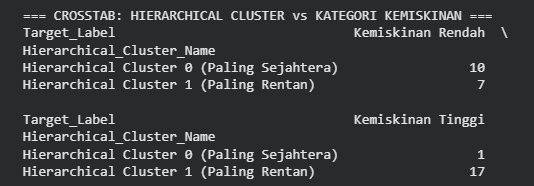 === CROSSTAB: HIERARCHICAL CLUSTER vs KATEGORI KEMISKINAN ===
Target_Label Kemiskinan Rendah \
Hierarchical_Cluster_Name
Hierarchical Cluster 0 (Paling Sejahtera) 10
Hierarchical Cluster 1 (Paling Rentan) 7
Target_Label Kemiskinan Tinggi
Hierarchical_Cluster_Name
Hierarchical Cluster 0 (Paling Sejahtera) 1
Hierarchical Cluster 1 (Paling Rentan) 17